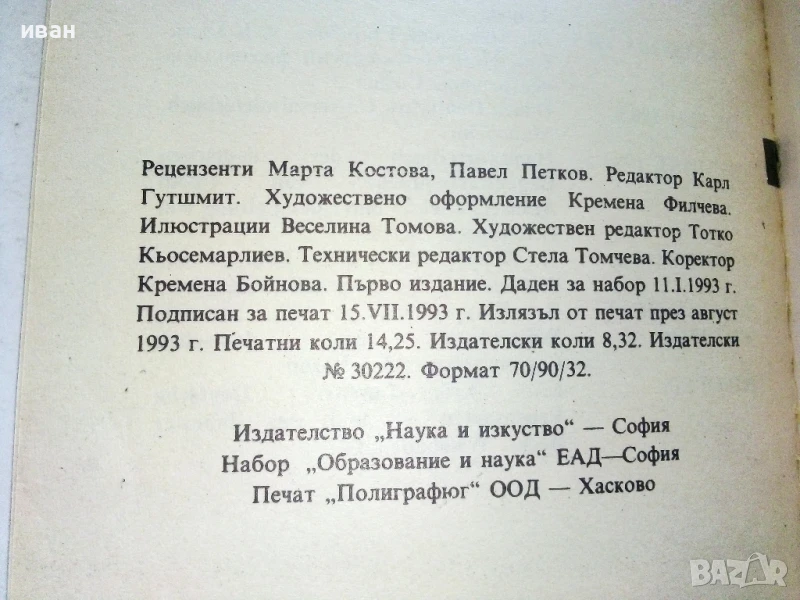 иван
Рецензенти Марта Костова, Павел Петков. Редактор Карл
Гутшмит. Художествено оформление Кремена Филчева.
Илюстрации Веселина Томова. Художествен редактор Тотко
Кьосемарлиев. Технически редактор Стела Томчева. Коректор
Кремена Бойнова. Първо издание. Даден за набор 11.I.1993 г.
Подписан за печат 15.VII.1993 г. Излязъл от печат през август
1993 г. Печатни коли 14,25. Издателски коли 8,32. Издателски
№ 30222. Формат 70/90/32.
Издателство „Наука и изкуство“ — София
Набор „Образование и наука“ ЕАД—София
Печат „Полиграфюг“ ООД — Хасково
BAZAR